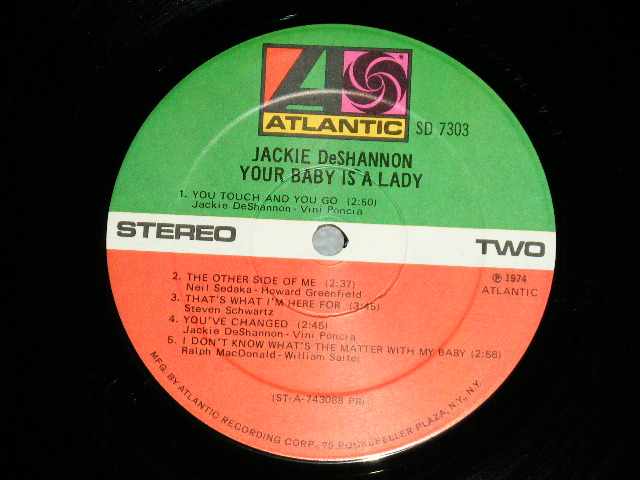 ATLANTIC
SD 7303
JACKIE DeSHANNON
YOUR BABY IS A LADY
1. YOU TOUCH AND YOU GO (2:50)
Jackie DeShannon - Vini Poncia
STEREO
TWO
2. THE OTHER SIDE OF ME (2:37)
Neil Sedaka - Howard Greenfield
3. THAT'S WHAT I'M HERE FOR (3:45)
Steven Schwartz
4. YOU'VE CHANGED (2:45)
Jackie DeShannon - Vini Poncia
5. I DON'T KNOW WHAT'S THE MATTER WITH MY BABY (2:58)
Ralph MacDonald - William Salter
℗ 1974
ATLANTIC
(ST-A-743088 PR)
MFG. BY ATLANTIC RECORDING CORP., 75 ROCKEFELLER PLAZA, N.Y., N.Y.